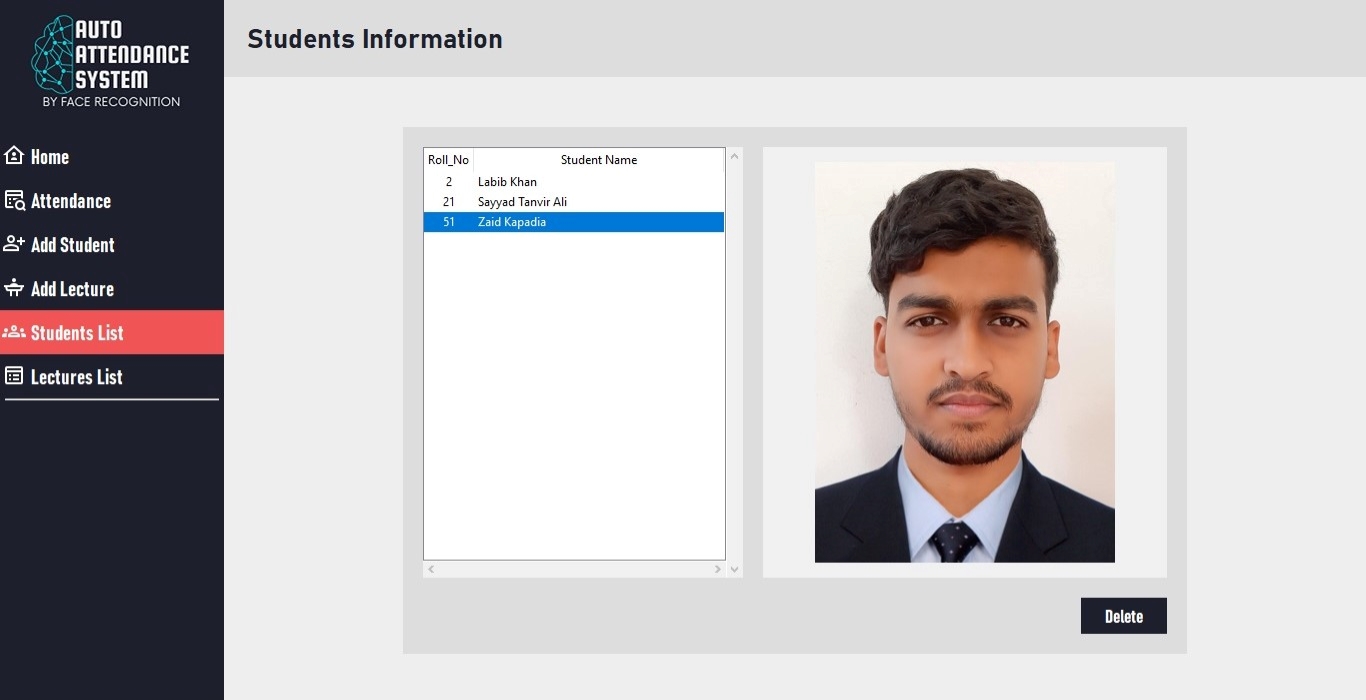 AUTO
ATTENDANCE
SYSTEM
BY FACE RECOGNITION
Home
Attendance
Add Student
Add Lecture
Students List
Lectures List
Students Information
Roll_No Student Name
2 Labib Khan
21 Sayyad Tanvir Ali
51 Zaid Kapadia
Delete